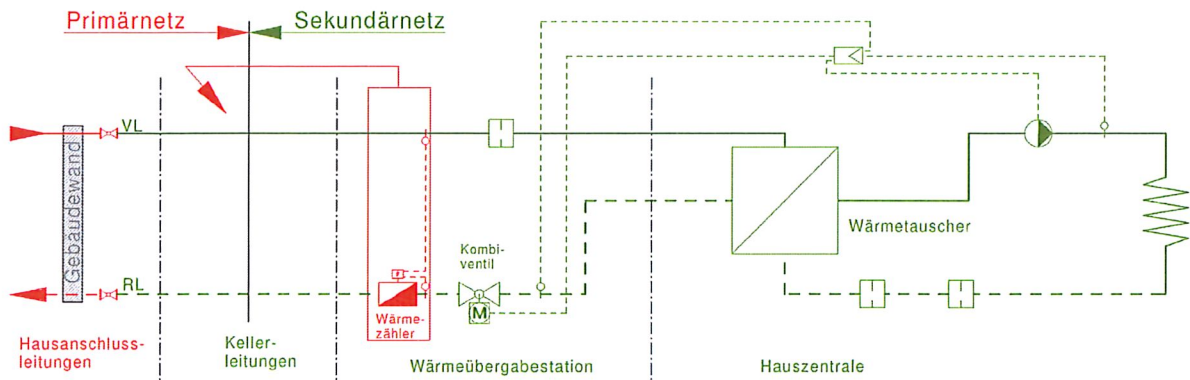 Primärnetz
Sekundärnetz
VL
Gebäudewand
Wärmetauscher
Kombi-
ventil
RL
M
Wärme-
zähler
Hausanschluss-
leitungen
Keller-
leitungen
Wärmeübergabestation
Hauszentrale